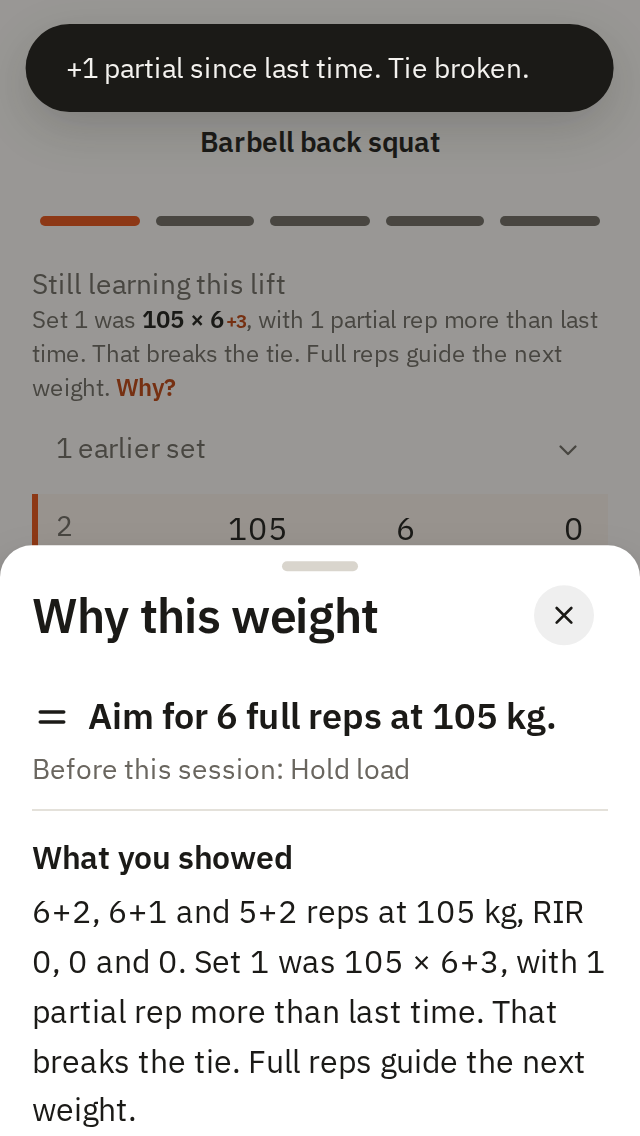 +1 partial since last time. Tie broken.
Barbell back squat
Still learning this lift
Set 1 was 105 × 6 +3, with 1 partial rep more than last
time. That breaks the tie. Full reps guide the next
weight. Why?
1 earlier set
2 105 6 0
Why this weight
= Aim for 6 full reps at 105 kg.
Before this session: Hold load
What you showed
6+2, 6+1 and 5+2 reps at 105 kg, RIR
0, 0 and 0. Set 1 was 105 × 6+3, with 1
partial rep more than last time. That
breaks the tie. Full reps guide the next
weight.